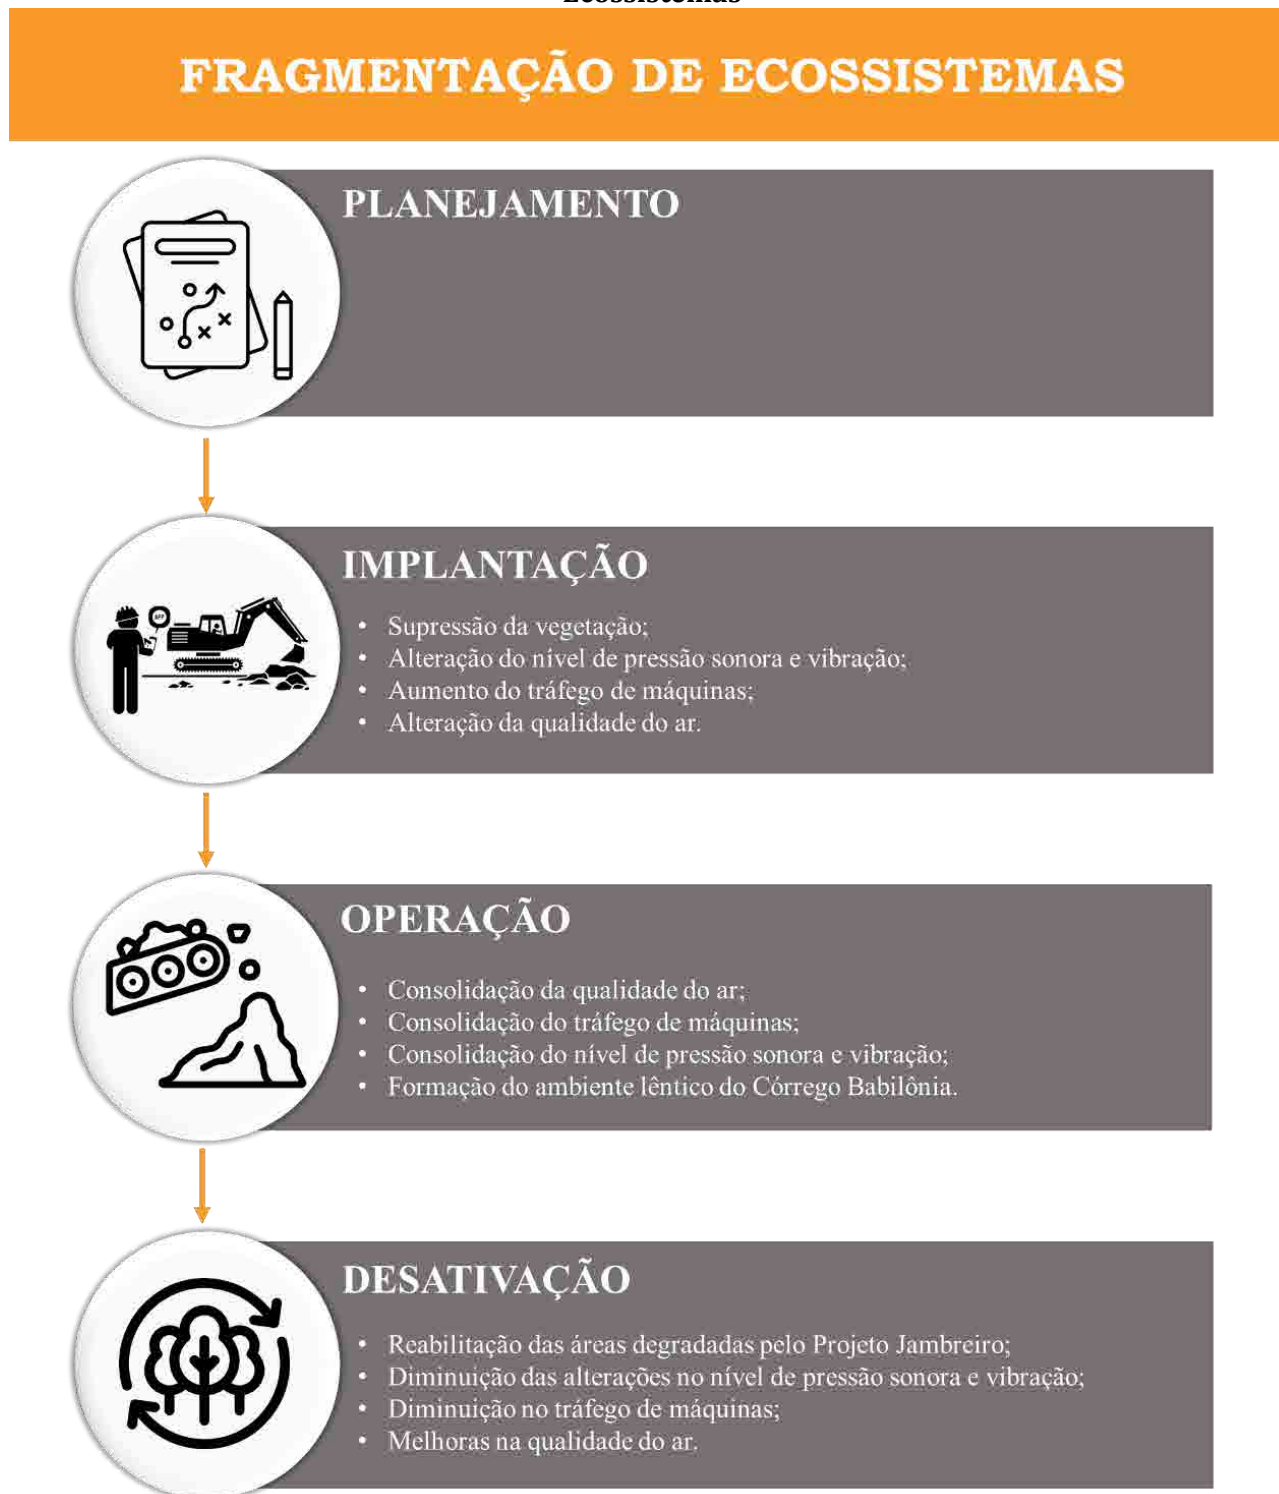 Ecossistemas
FRAGMENTAÇÃO DE ECOSSISTEMAS
PLANEJAMENTO
IMPLANTAÇÃO
• Supressão da vegetação;
• Alteração do nível de pressão sonora e vibração;
• Aumento do tráfego de máquinas;
• Alteração da qualidade do ar.
OPERAÇÃO
• Consolidação da qualidade do ar;
• Consolidação do tráfego de máquinas;
• Consolidação do nível de pressão sonora e vibração;
• Formação do ambiente lêntico do Córrego Babilônia.
DESATIVAÇÃO
• Reabilitação das áreas degradadas pelo Projeto Jambreiro;
• Diminuição das alterações no nível de pressão sonora e vibração;
• Diminuição no tráfego de máquinas;
• Melhoras na qualidade do ar.